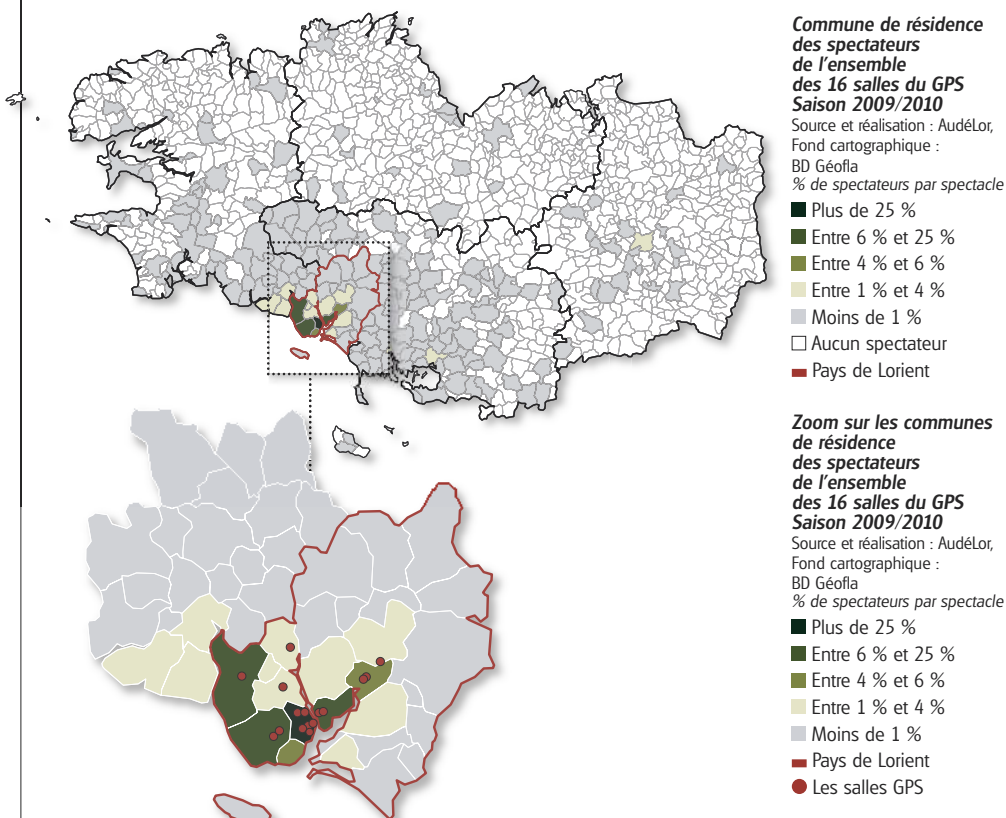 Commune de résidence
des spectateurs
de l'ensemble
des 16 salles du GPS
Saison 2009/2010
Source et réalisation : AudéLor,
Fond cartographique :
BD Géofla
% de spectateurs par spectacle
Plus de 25 %
Entre 6 % et 25 %
Entre 4 % et 6 %
Entre 1 % et 4 %
Moins de 1 %
Aucun spectateur
Pays de Lorient
Zoom sur les communes
de résidence
des spectateurs
de l'ensemble
des 16 salles du GPS
Saison 2009/2010
Source et réalisation : AudéLor,
Fond cartographique :
BD Géofla
% de spectateurs par spectacle
Plus de 25 %
Entre 6 % et 25 %
Entre 4 % et 6 %
Entre 1 % et 4 %
Moins de 1 %
Pays de Lorient
Les salles GPS